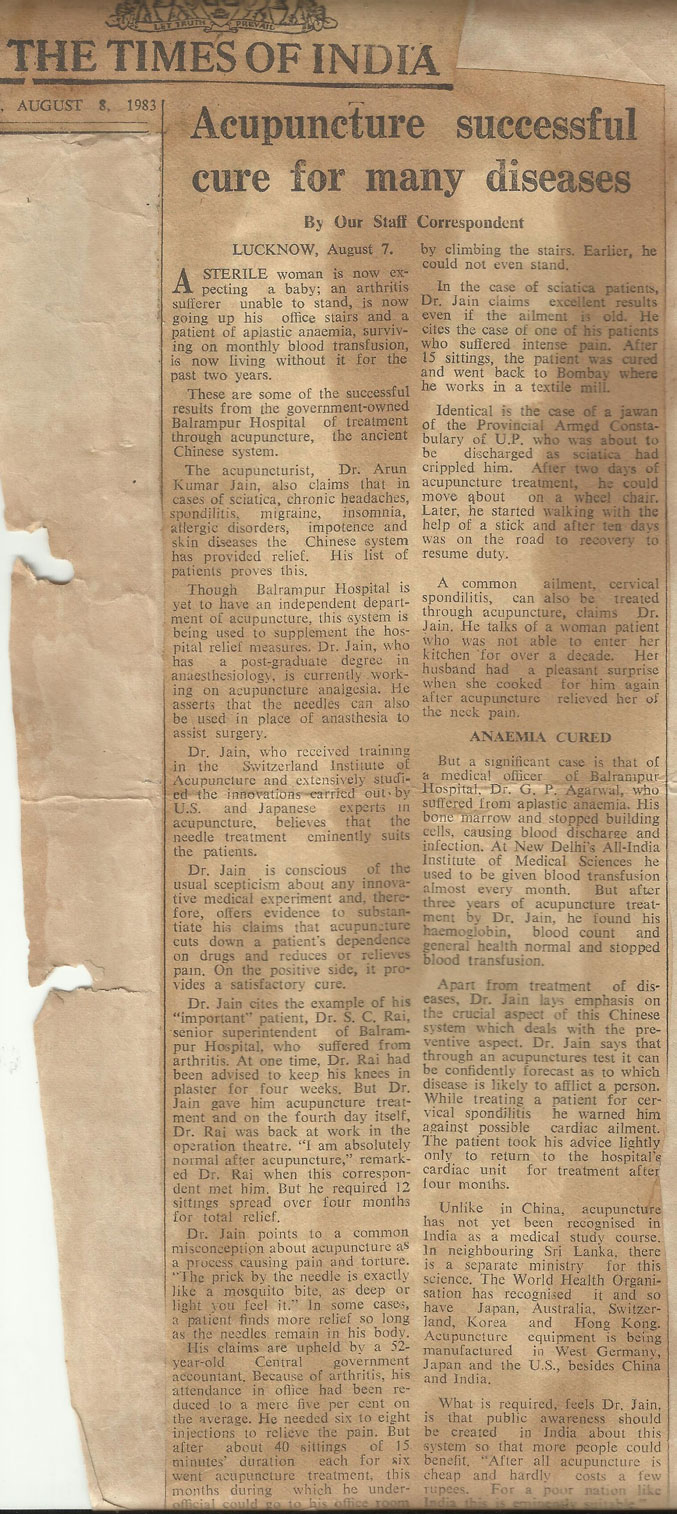 LET TRUTH PREVAIL
THE TIMES OF INDIA
, AUGUST 8, 1983
Acupuncture successful
cure for many diseases
By Our Staff Correspondent
LUCKNOW, August 7.
A STERILE woman is now ex-
pecting a baby; an arthritis
sufferer unable to stand, is now
going up his office stairs and a
patient of aplastic anaemia, surviv-
ing on monthly blood transfusion,
is now living without it for the
past two years.
These are some of the successful
results from the government-owned
Balrampur Hospital of treatment
through acupuncture, the ancient
Chinese system.
The acupuncturist, Dr. Arun
Kumar Jain, also claims that in
cases of sciatica, chronic headaches,
spondilitis, migraine, insomnia,
allergic disorders, impotence and
skin diseases the Chinese system
has provided relief. His list of
patients proves this.
Though Balrampur Hospital is
yet to have an independent depart-
ment of acupuncture, this system is
being used to supplement the hos-
pital relief measures. Dr. Jain, who
has a post-graduate degree in
anaesthesiology, is currently work-
ing on acupuncture analgesia. He
asserts that the needles can also
be used in place of anasthesia to
assist surgery.
Dr. Jain, who received training
in the Switzerland Institute of
Acupuncture and extensively studi-
ed the innovations carried out by
U.S. and Japanese experts in
acupuncture, believes that the
needle treatment eminently suits
the patients.
Dr. Jain is conscious of the
usual scepticism about any innova-
tive medical experiment and, there-
fore, offers evidence to substan-
tiate his claims that acupuncture
cuts down a patient's dependence
on drugs and reduces or relieves
pain. On the positive side, it pro-
vides a satisfactory cure.
Dr. Jain cites the example of his
"important" patient, Dr. S. C. Rai,
senior superintendent of Balram-
pur Hospital, who suffered from
arthritis. At one time, Dr. Rai had
been advised to keep his knees in
plaster for four weeks. But Dr.
Jain gave him acupuncture treat-
ment and on the fourth day itself,
Dr. Rai was back at work in the
operation theatre. "I am absolutely
normal after acupuncture," remark-
ed Dr. Rai when this correspon-
dent met him. But he required 12
sittings spread over four months
for total relief.
Dr. Jain points to a common
misconception about acupuncture as
a process causing pain and torture.
"The prick by the needle is exactly
like a mosquito bite, as deep or
light you feel it." In some cases,
a patient finds more relief so long
as the needles remain in his body.
His claims are upheld by a 52-
year-old Central government
accountant. Because of arthritis, his
attendance in office had been re-
duced to a mere five per cent on
the average. He needed six to eight
injections to relieve the pain. But
after about 40 sittings of 15
minutes' duration each for six
went acupuncture treatment, this
months during which he under-
official could go to his office room
by climbing the stairs. Earlier, he
could not even stand.
In the case of sciatica patients,
Dr. Jain claims excellent results
even if the ailment is old. He
cites the case of one of his patients
who suffered intense pain. After
15 sittings, the patient was cured
and went back to Bombay where
he works in a textile mill.
Identical is the case of a jawan
of the Provincial Armed Consta-
bulary of U.P. who was about to
be discharged as sciatica had
crippled him. After two days of
acupuncture treatment, he could
move about on a wheel chair.
Later, he started walking with the
help of a stick and after ten days
was on the road to recovery to
resume duty.
A common ailment, cervical
spondilitis, can also be treated
through acupuncture, claims Dr.
Jain. He talks of a woman patient
who was not able to enter her
kitchen for over a decade. Her
husband had a pleasant surprise
when she cooked for him again
after acupuncture relieved her of
the neck pain.
ANAEMIA CURED
But a significant case is that of
a medical officer of Balrampur
Hospital, Dr. G. P. Agarwal, who
suffered from aplastic anaemia. His
bone marrow and stopped building
cells, causing blood discharge and
infection. At New Delhi's All-India
Institute of Medical Sciences he
used to be given blood transfusion
almost every month. But after
three years of acupuncture treat-
ment by Dr. Jain, he found his
haemoglobin, blood count and
general health normal and stopped
blood transfusion.
Apart from treatment of dis-
eases, Dr. Jain lays emphasis on
the crucial aspect of this Chinese
system which deals with the pre-
ventive aspect. Dr. Jain says that
through an acupunctures test it can
be confidently forecast as to which
disease is likely to afflict a person.
While treating a patient for cer-
vical spondilitis he warned him
against possible cardiac ailment.
The patient took his advice lightly
only to return to the hospital's
cardiac unit for treatment after
four months.
Unlike in China, acupuncture
has not yet been recognised in
India as a medical study course.
In neighbouring Sri Lanka, there
is a separate ministry for this
science. The World Health Organi-
sation has recognised it and so
have Japan, Australia, Switzer-
land, Korea and Hong Kong.
Acupuncture equipment is being
manufactured in West Germany,
Japan and the U.S., besides China
and India.
What is required, feels Dr. Jain,
is that public awareness should
be created in India about this
system so that more people could
benefit. "After all acupuncture is
cheap and hardly costs a few
rupees. For a poor nation like
India this is eminently suitable."